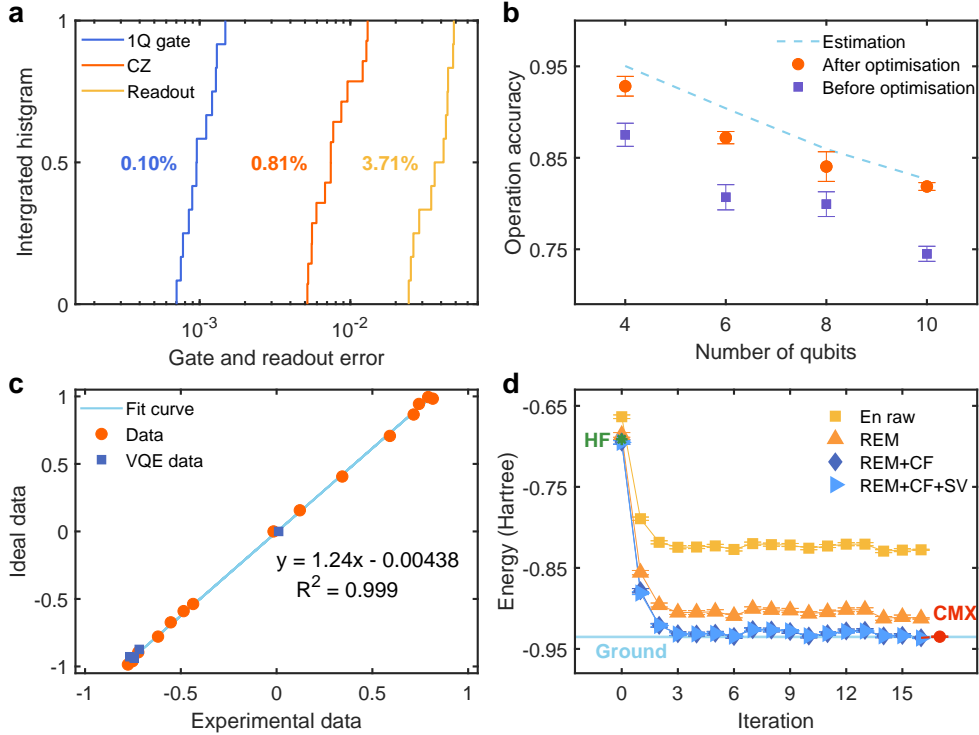 a
1
1Q gate
CZ
Readout
0.5
0.10%
0.81%
3.71%
0
10-3
10-2
Intergrated histgram
Gate and readout error
b
0.95
0.85
0.75
Estimation
After optimisation
Before optimisation
Operation accuracy
4
6
8
10
Number of qubits
c
1
0.5
0
-0.5
-1
Fit curve
Data
VQE data
Ideal data
y = 1.24x - 0.00438
R2 = 0.999
-1
-0.5
0
0.5
1
Experimental data
d
-0.65
-0.75
-0.85
-0.95
En raw
REM
REM+CF
REM+CF+SV
HF
CMX
Ground
Energy (Hartree)
0
3
6
9
12
15
Iteration